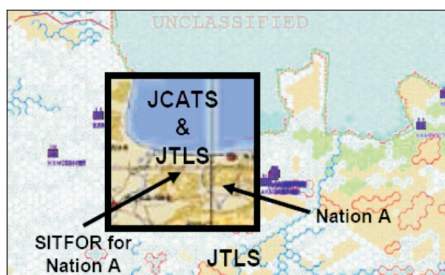 UNCLASSIFIED
JCATS
&
JTLS
SITFOR for
Nation A
Nation A
JTLS